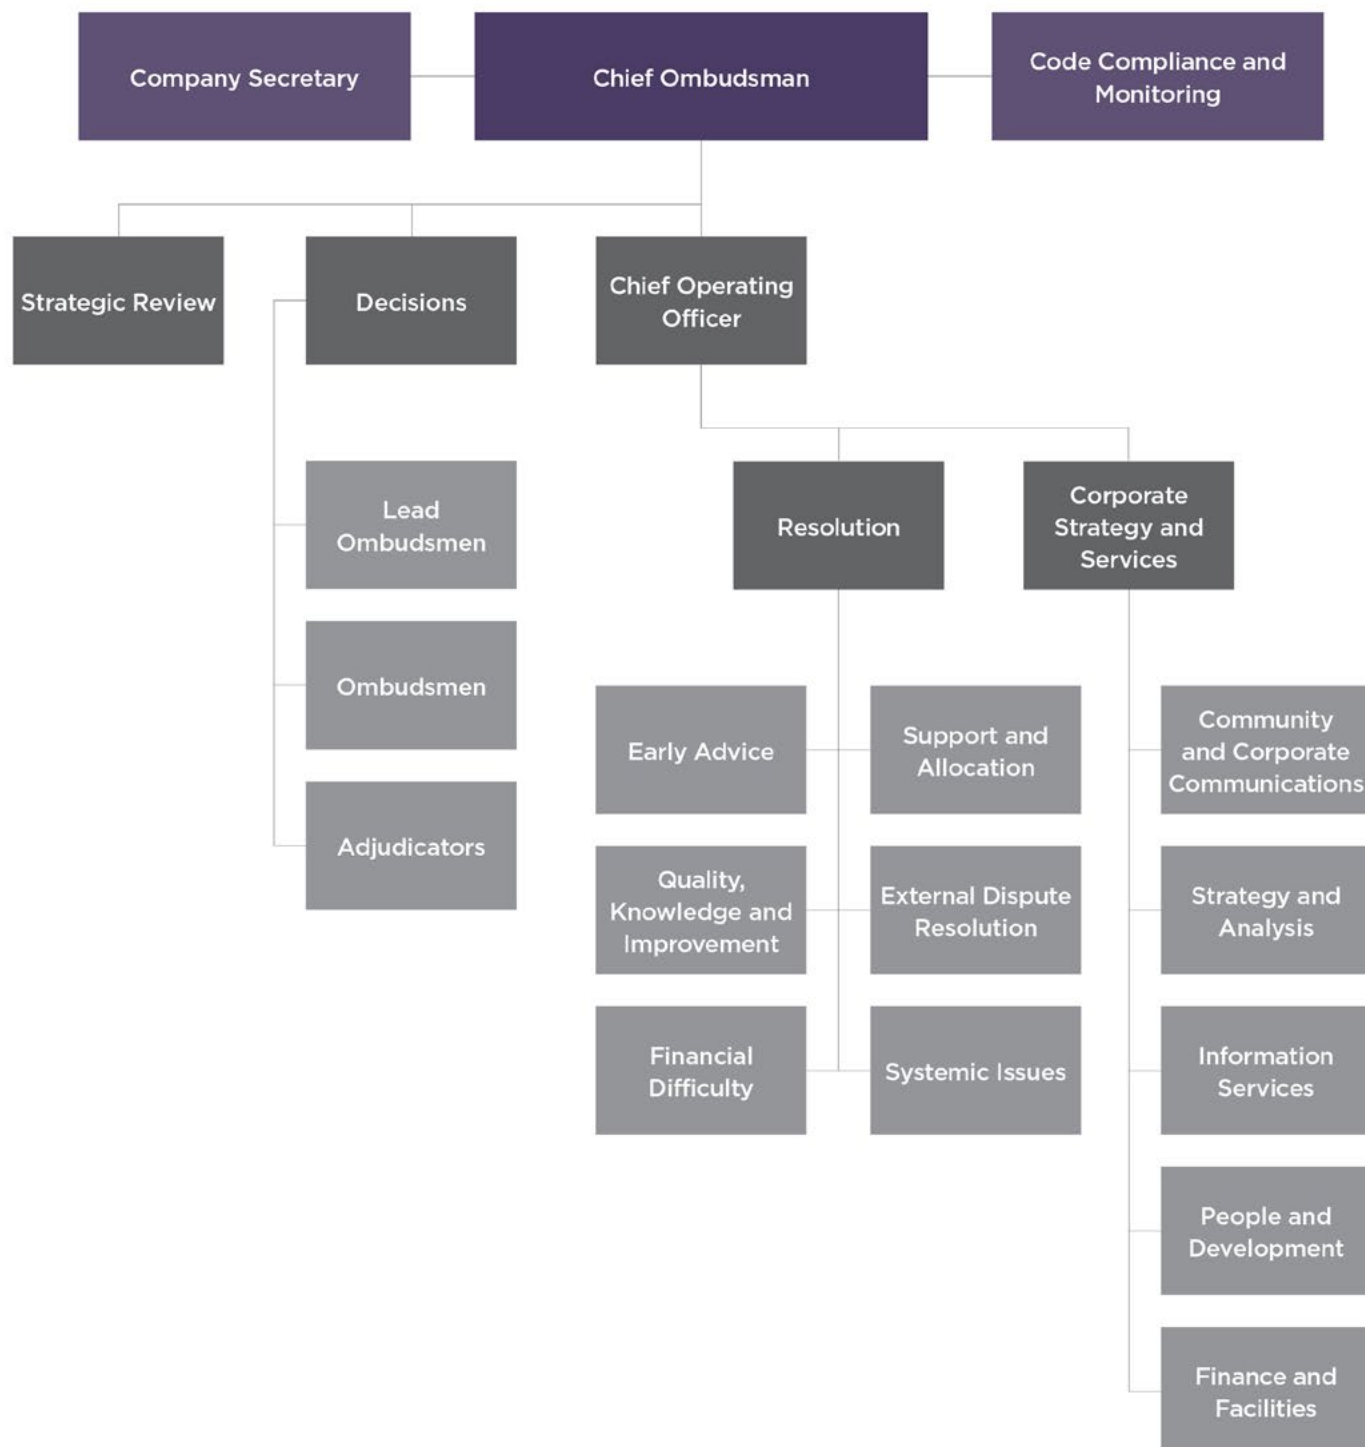 Company Secretary
Chief Ombudsman
Code Compliance and
Monitoring
Strategic Review
Decisions
Chief Operating
Officer
Lead
Ombudsmen
Ombudsmen
Adjudicators
Resolution
Corporate
Strategy and
Services
Early Advice
Support and
Allocation
Quality,
Knowledge and
Improvement
External Dispute
Resolution
Financial
Difficulty
Systemic Issues
Community
and Corporate
Communications
Strategy and
Analysis
Information
Services
People and
Development
Finance and
Facilities